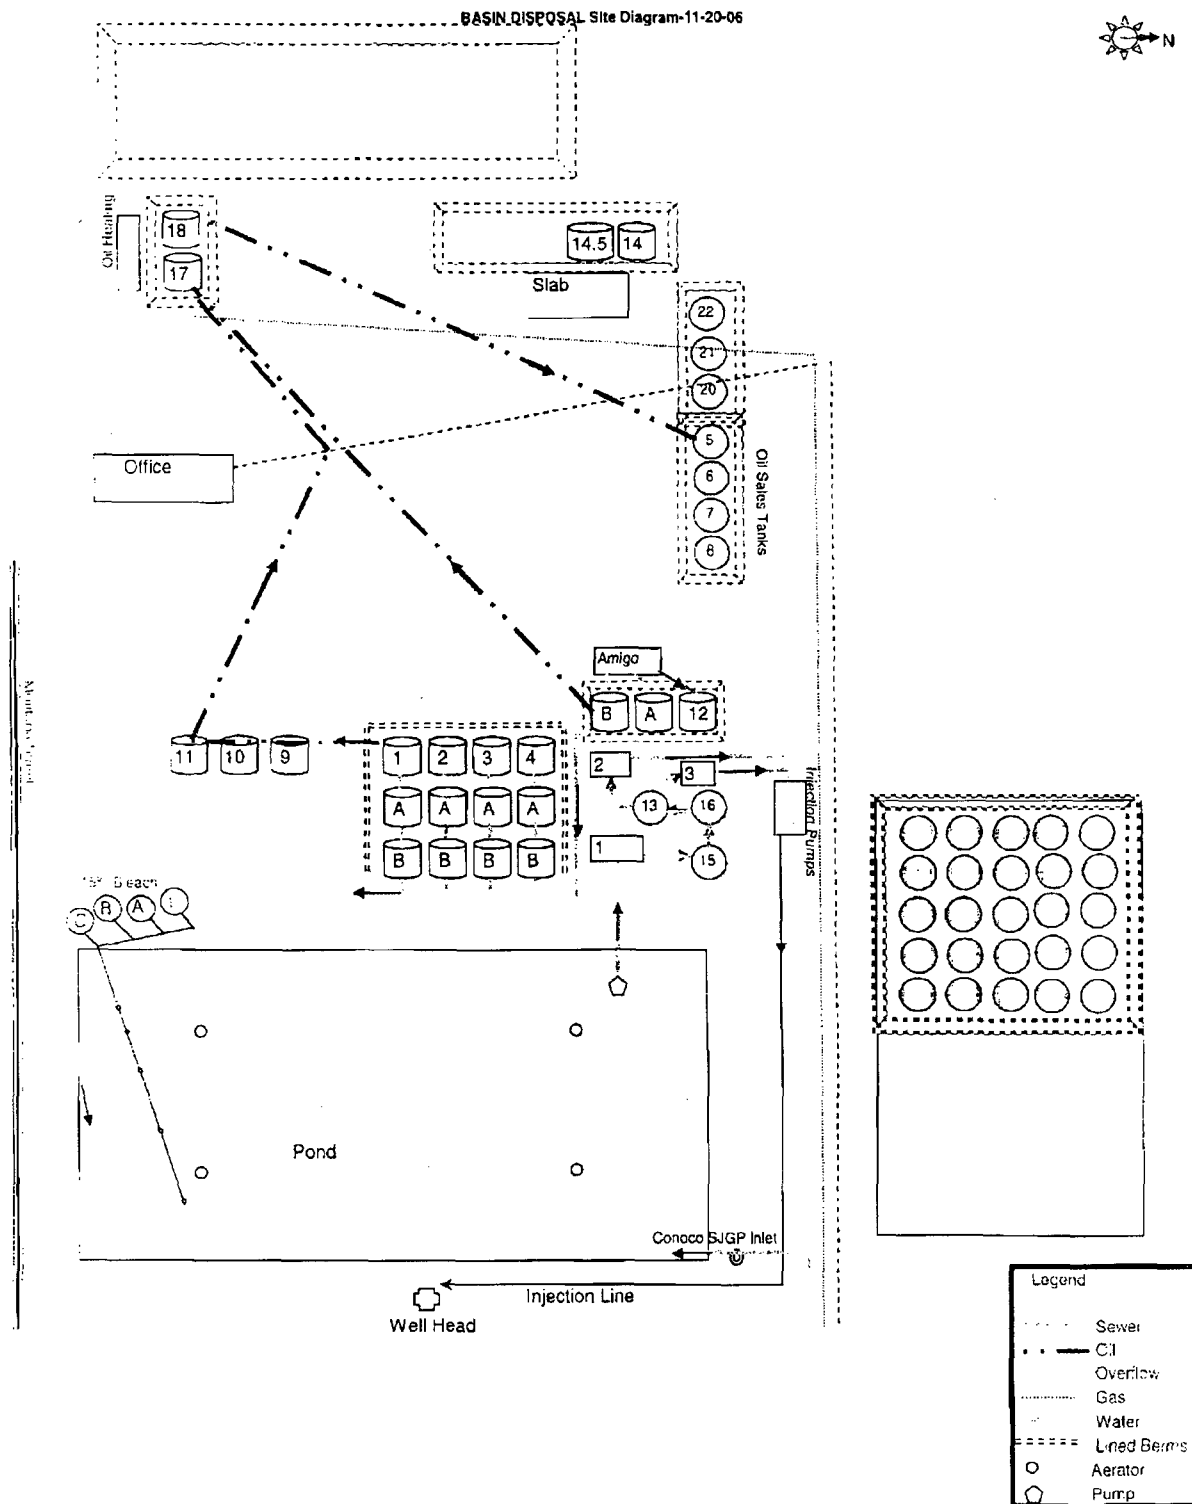 BASIN DISPOSAL Site Diagram-11-20-06
N
Oil Heating
18
17
14.5 14
Slab
22
21
20
5
6
7
8
Oil Sales Tanks
Office
Amigo
B A 12
11 10 9
1 2 3 4
A A A A
B B B B
2
3
13 16
1
15
Injection Pumps
Bleach
C B A
Pond
Conoco SJGP Inlet
Injection Line
Well Head
Legend
Sewer
Oil
Overflow
Gas
Water
Lined Berms
Aerator
Pump